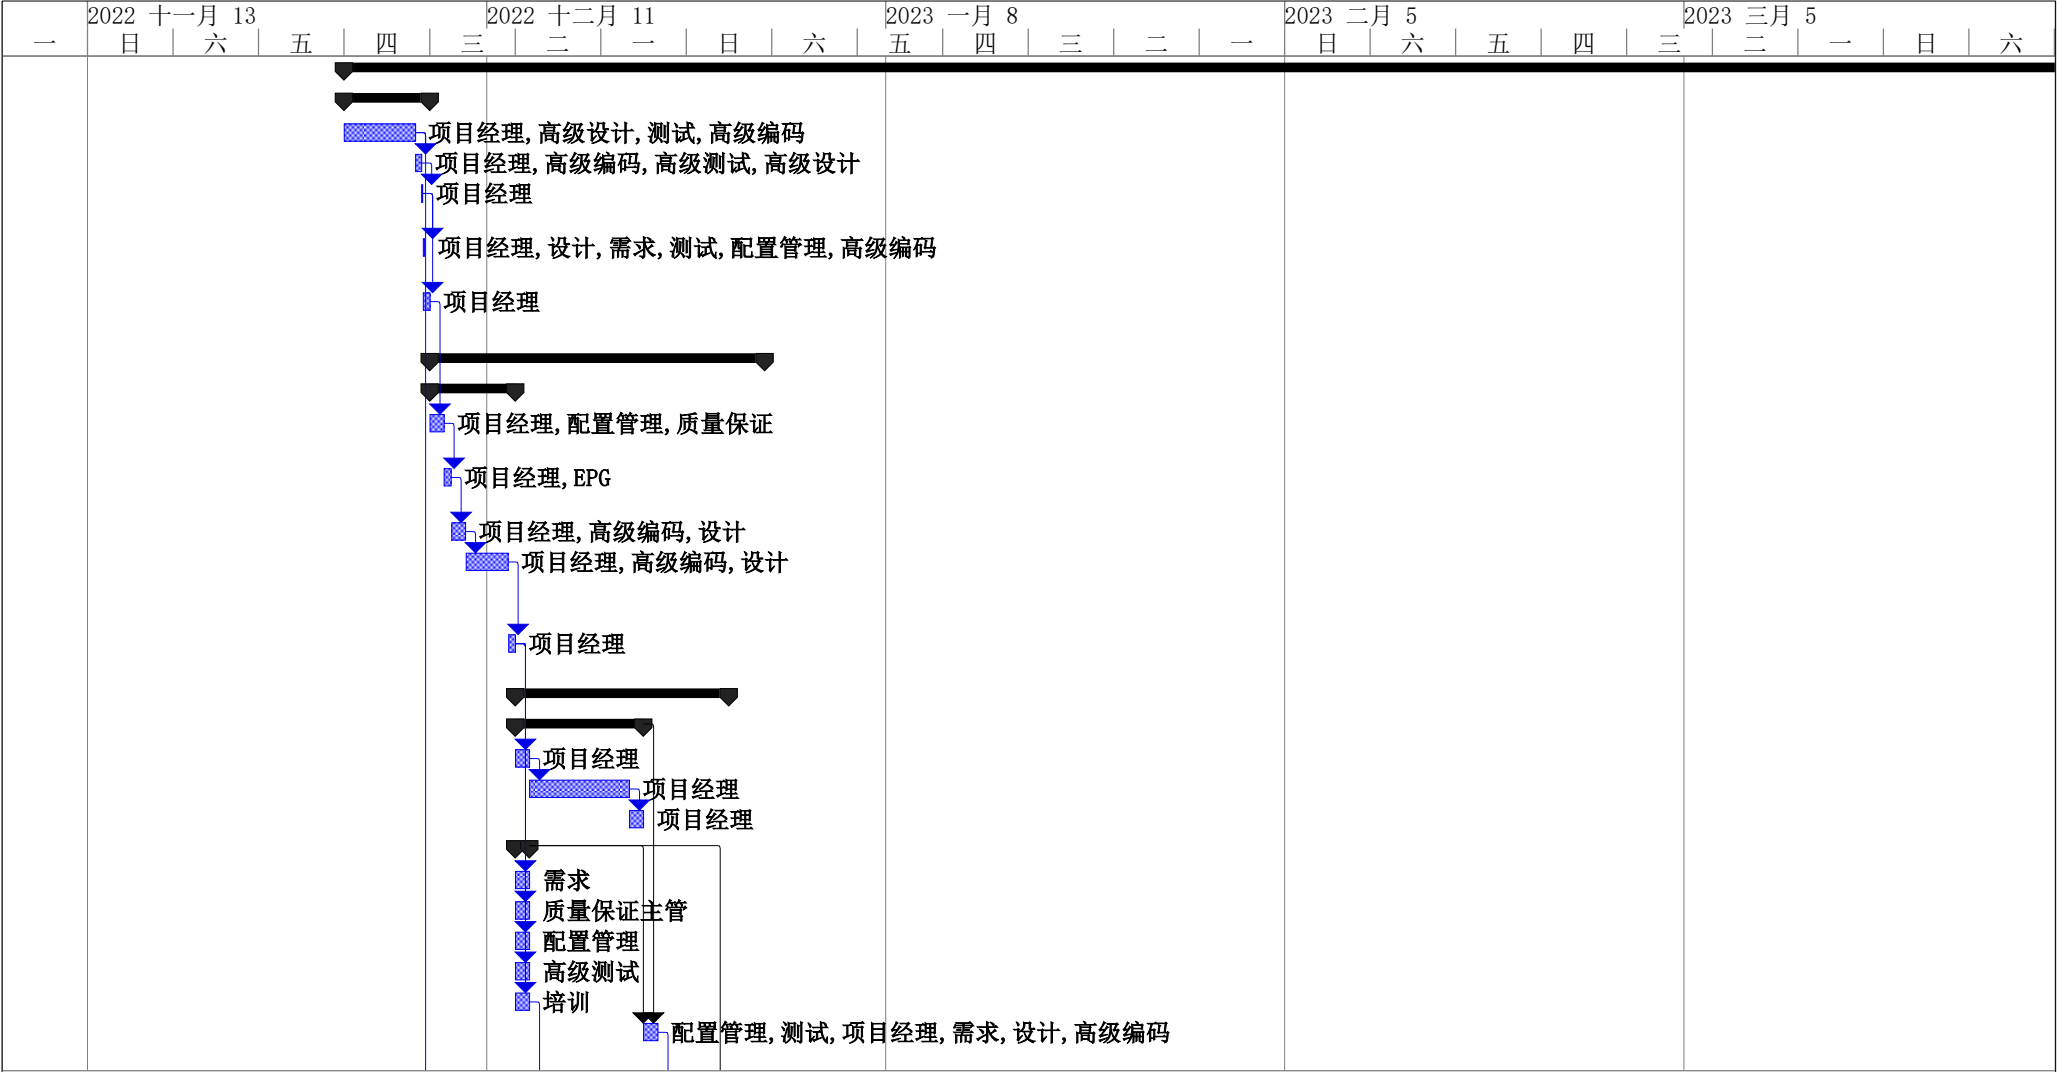 2022 十一月 13 2022 十二月 11 2023 一月 8 2023 二月 5 2023 三月 5
一 日 六 五 四 三 二 一 日 六 五 四 三 二 一 日 六 五 四 三 二 一 日 六
项目经理,高级设计,测试,高级编码
项目经理,高级编码,高级测试,高级设计
项目经理
项目经理,设计,需求,测试,配置管理,高级编码
项目经理
项目经理,配置管理,质量保证
项目经理,EPG
项目经理,高级编码,设计
项目经理,高级编码,设计
项目经理
项目经理
项目经理
项目经理
需求
质量保证主管
配置管理
高级测试
培训
配置管理,测试,项目经理,需求,设计,高级编码